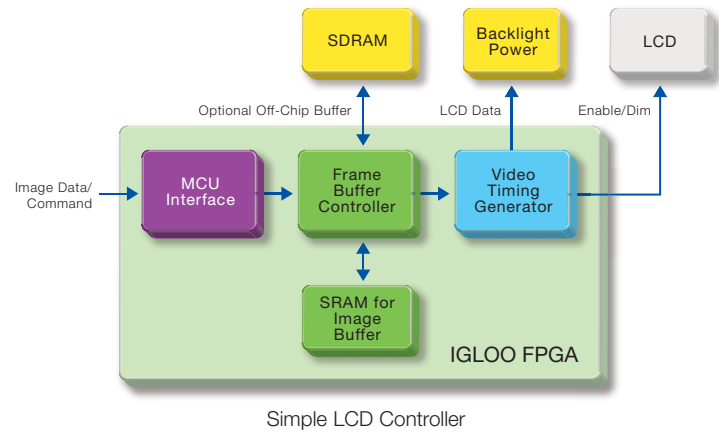 SDRAM
Backlight
Power
LCD
Optional Off-Chip Buffer
LCD Data
Enable/Dim
Image Data/
Command
MCU
Interface
Frame
Buffer
Controller
Video
Timing
Generator
SRAM for
Image
Buffer
IGLOO FPGA
Simple LCD Controller